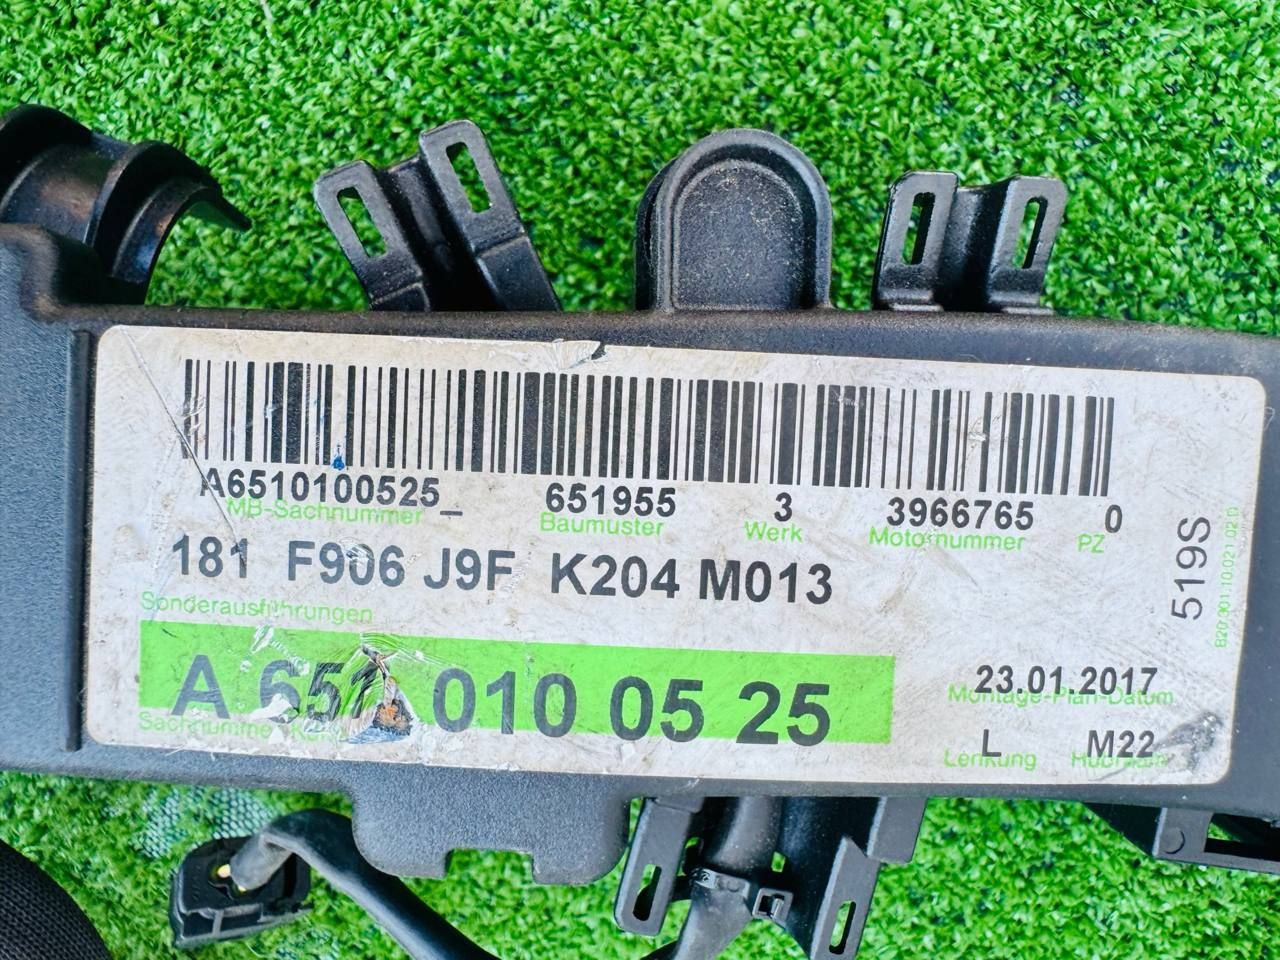 A6510100525_ 651955 3 3966765 0
MB-Sachnummer Baumuster Werk Motornummer PZ
181 F906 J9F K204 M013
Sonderausführungen
A 651 010 05 25
Sachnumme
23.01.2017
Montage-Plan-Datum
L M22
Lenkung Hubraum
519S